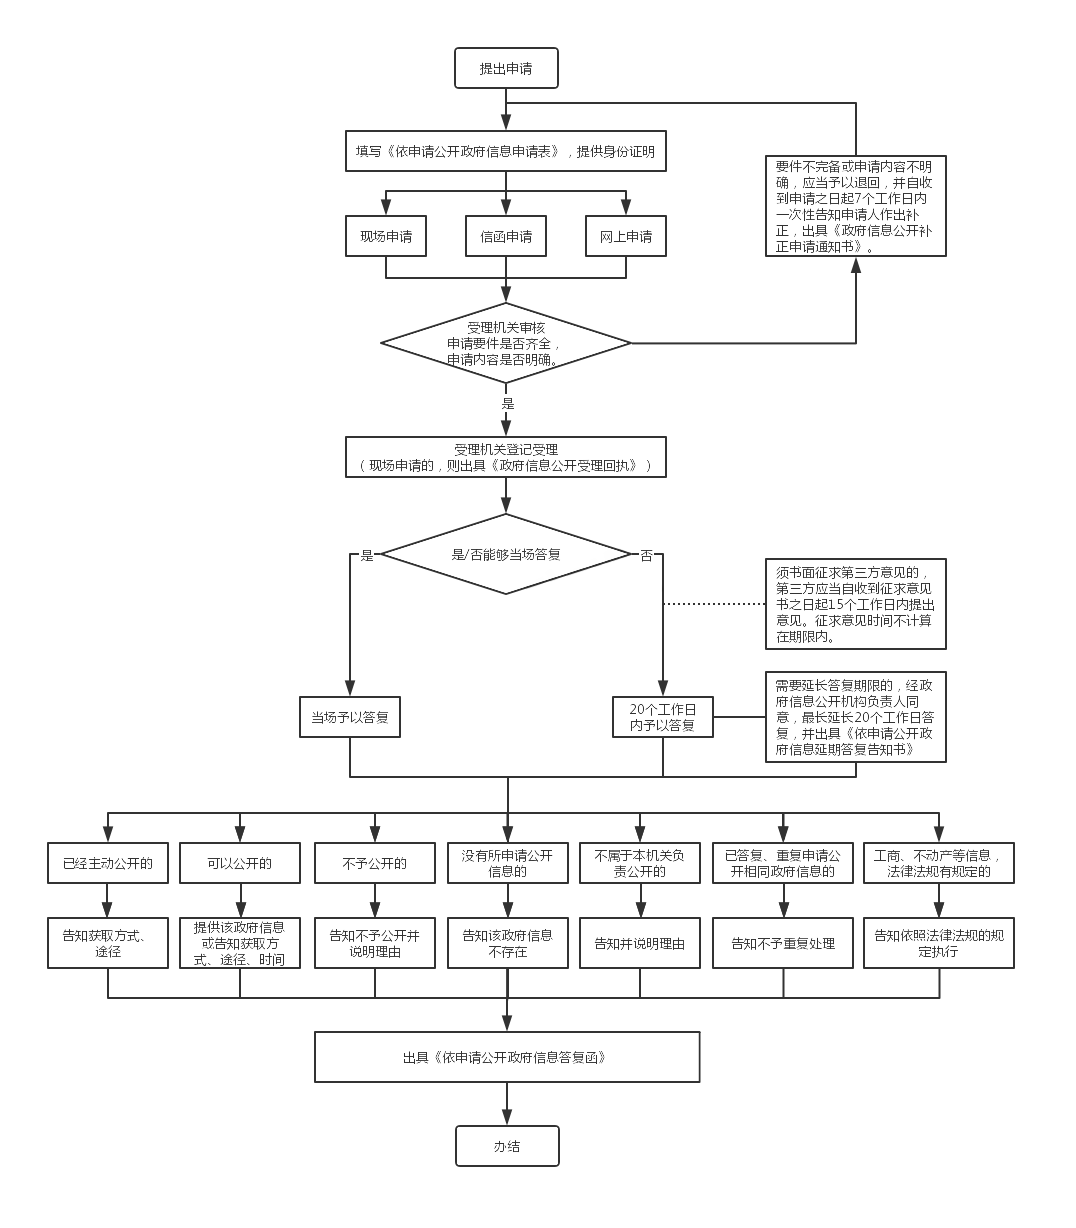 提出申请
填写《依申请公开政府信息申请表》，提供身份证明
要件不完备或申请内容不明
确，应当予以退回，并自收
到申请之日起7个工作日内
一次性告知申请人作出补
正，出具《政府信息公开补
正申请通知书》。
现场申请
信函申请
网上申请
受理机关审核
申请要件是否齐全，
申请内容是否明确。
是
受理机关登记受理
（现场申请的，则出具《政府信息公开受理回执》）
是/否能够当场答复
是
否
须书面征求第三方意见的，
第三方应当自收到征求意见
书之日起15个工作日内提出
意见。征求意见时间不计算
在期限内。
当场予以答复
20个工作日
内予以答复
需要延长答复期限的，经政
府信息公开机构负责人同
意，最长延长20个工作日答
复，并出具《依申请公开政
府信息延期答复告知书》
已经主动公开的
可以公开的
不予公开的
没有所申请公开
信息的
不属于本机关负
责公开的
已答复、重复申请公
开相同政府信息的
工商、不动产等信息，
法律法规有规定的
告知获取方式、
途径
提供该政府信息
或告知获取方
式、途径、时间
告知不予公开并
说明理由
告知该政府信息
不存在
告知并说明理由
告知不予重复处理
告知依照法律法规的规
定执行
出具《依申请公开政府信息答复函》
办结